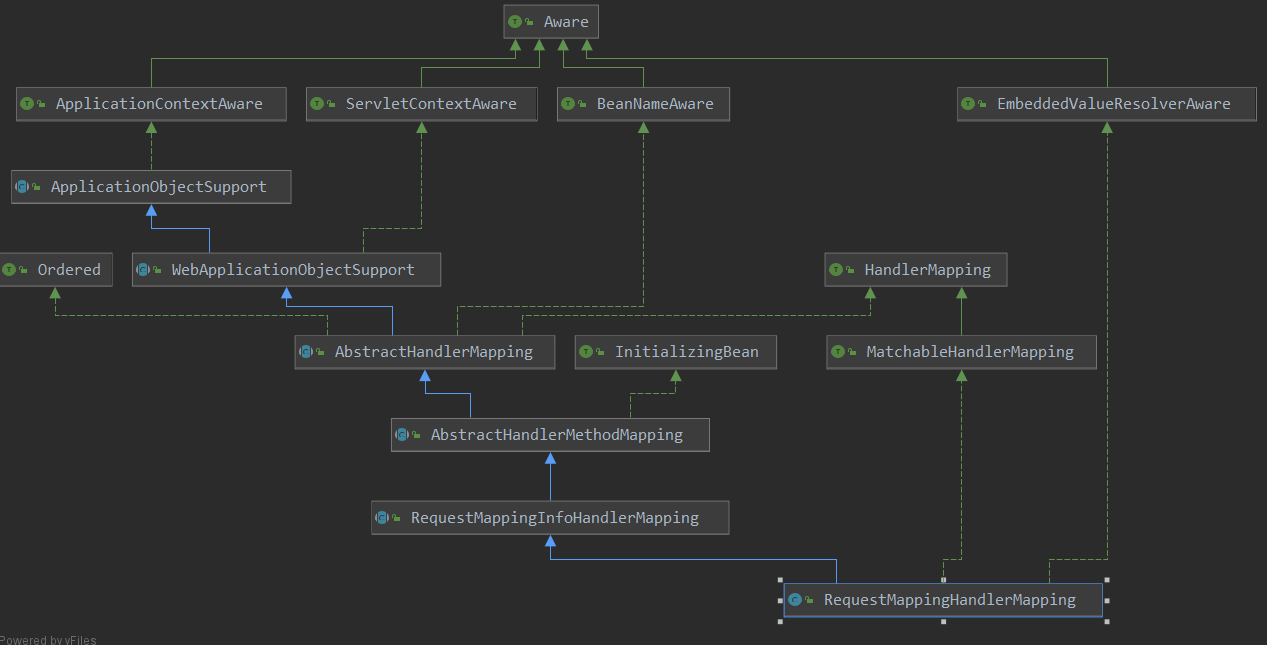 Aware
ApplicationContextAware
ServletContextAware
BeanNameAware
EmbeddedValueResolverAware
ApplicationObjectSupport
Ordered
WebApplicationObjectSupport
HandlerMapping
AbstractHandlerMapping
InitializingBean
MatchableHandlerMapping
AbstractHandlerMethodMapping
RequestMappingInfoHandlerMapping
RequestMappingHandlerMapping
Powered by yFiles